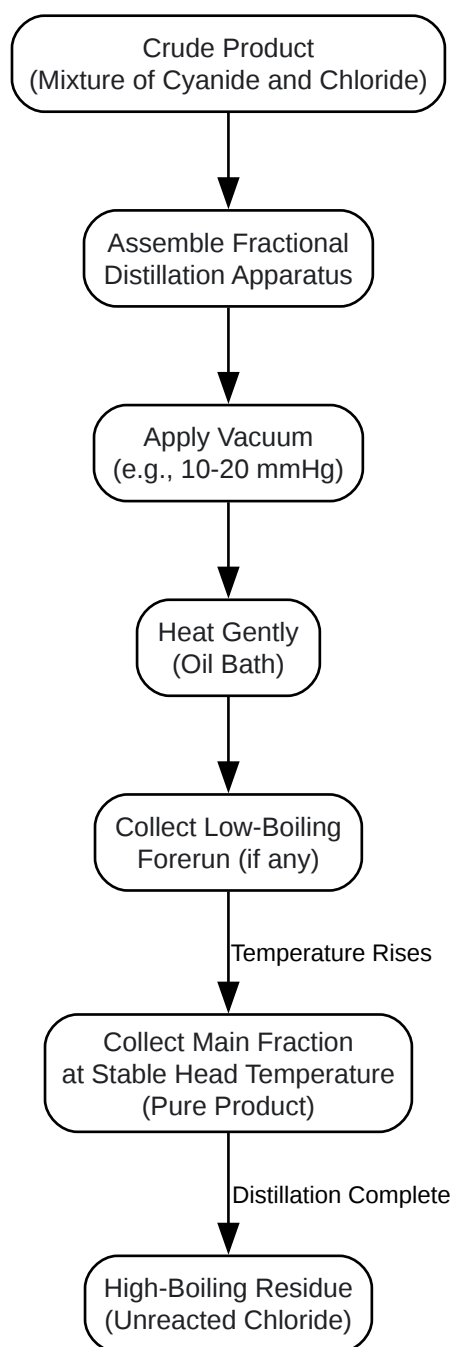 Crude Product
(Mixture of Cyanide and Chloride)
Assemble Fractional
Distillation Apparatus
Apply Vacuum
(e.g., 10-20 mmHg)
Heat Gently
(Oil Bath)
Collect Low-Boiling
Forerun (if any)
Temperature Rises
Collect Main Fraction
at Stable Head Temperature
(Pure Product)
Distillation Complete
High-Boiling Residue
(Unreacted Chloride)